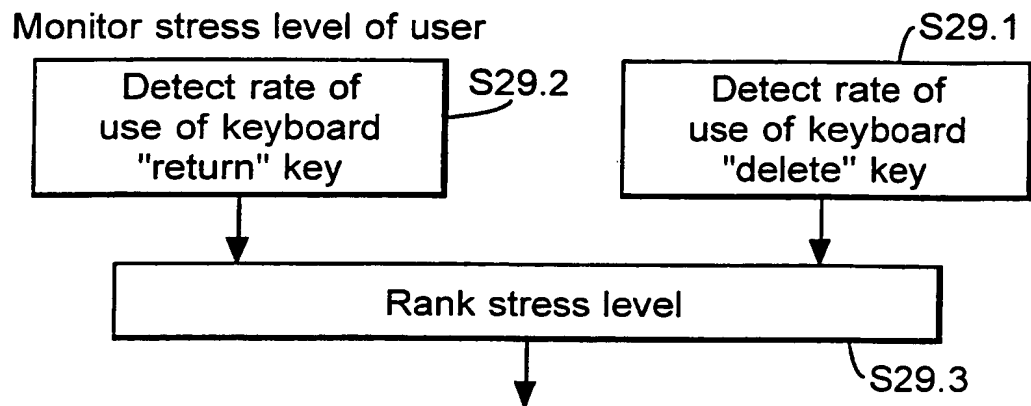 Monitor stress level of user
S29.1
Detect rate of
use of keyboard
"return" key
S29.2
Detect rate of
use of keyboard
"delete" key
Rank stress level
S29.3